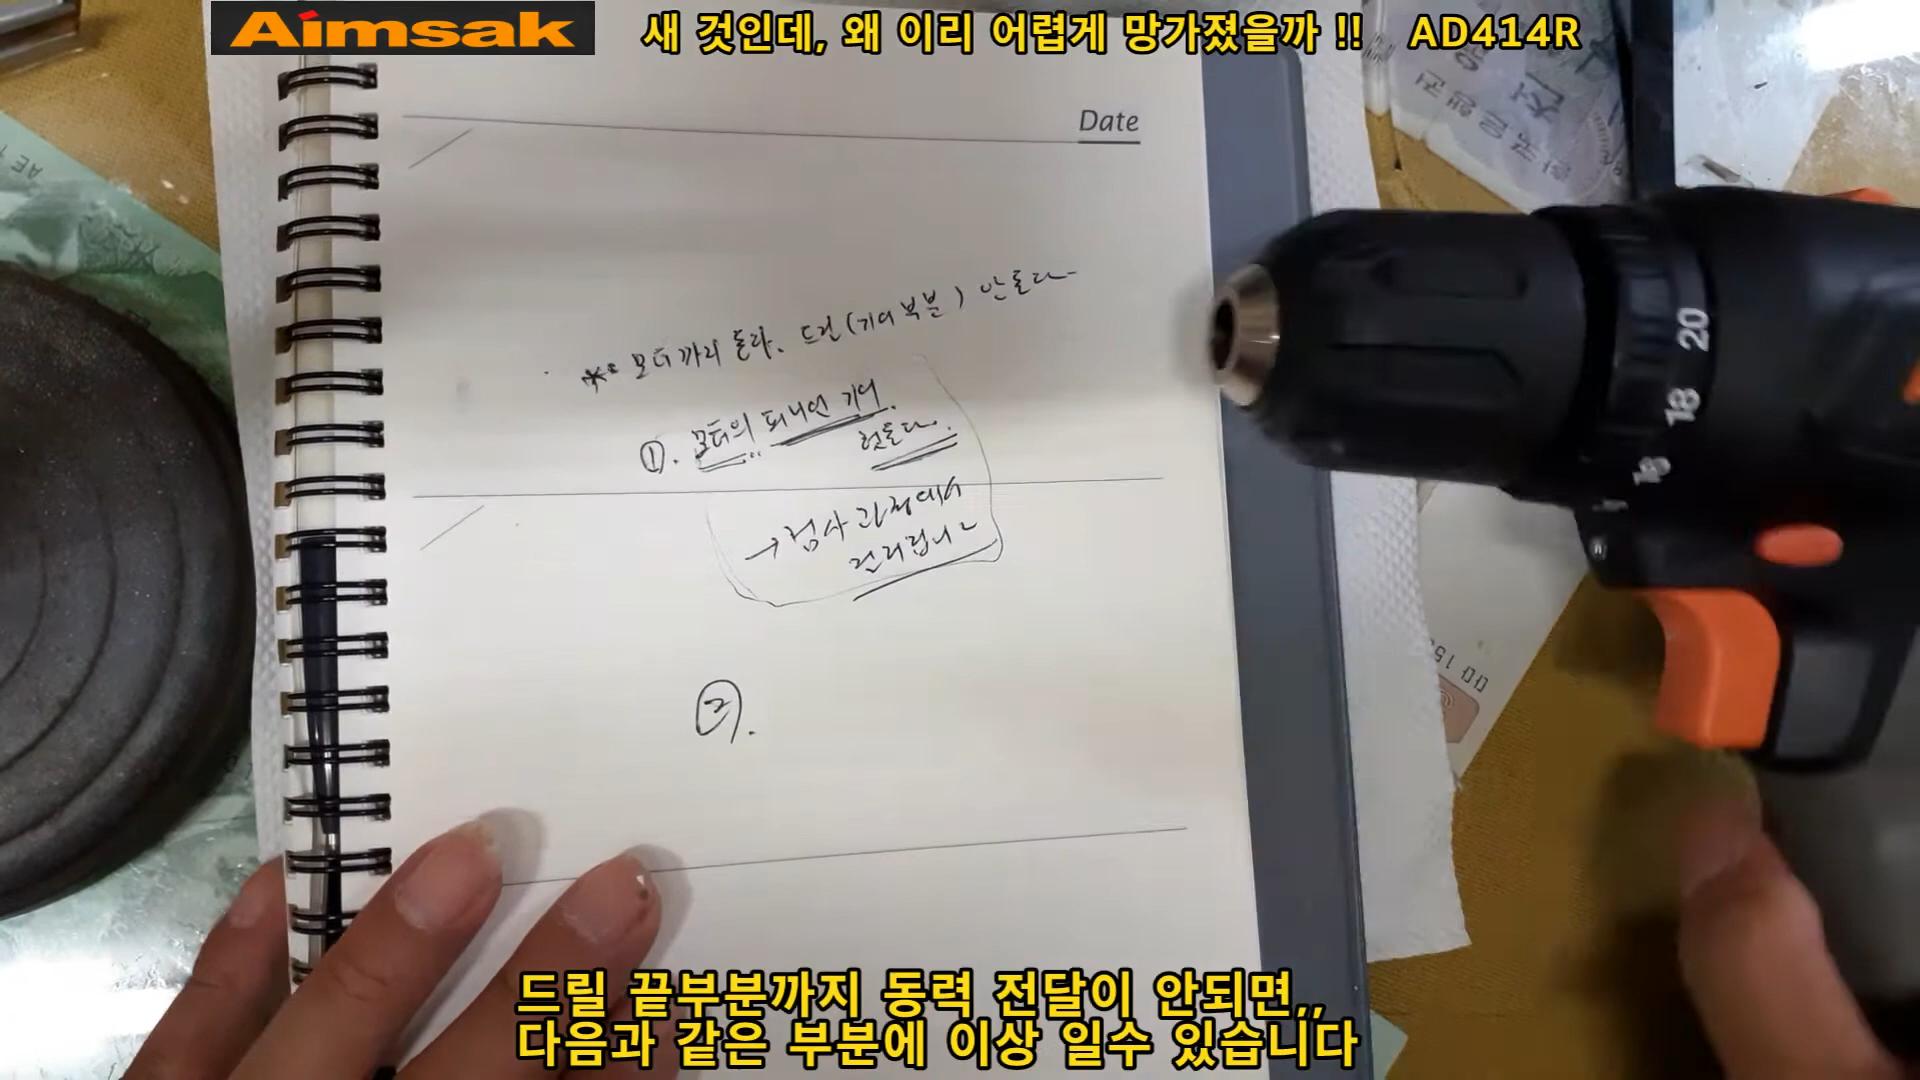 Aimsak
새 것인데, 왜 이리 어렵게 망가졌을까 !! AD414R
Date
** 모터까지 돈다. 드릴(기어부분) 안돈다
①. 모터의 피니언 기어
헛돈다.
→ 검사과정에서
걸러집니다
②.
20
18
16
드릴 끝부분까지 동력 전달이 안되면,,
다음과 같은 부분에 이상 일수 있습니다